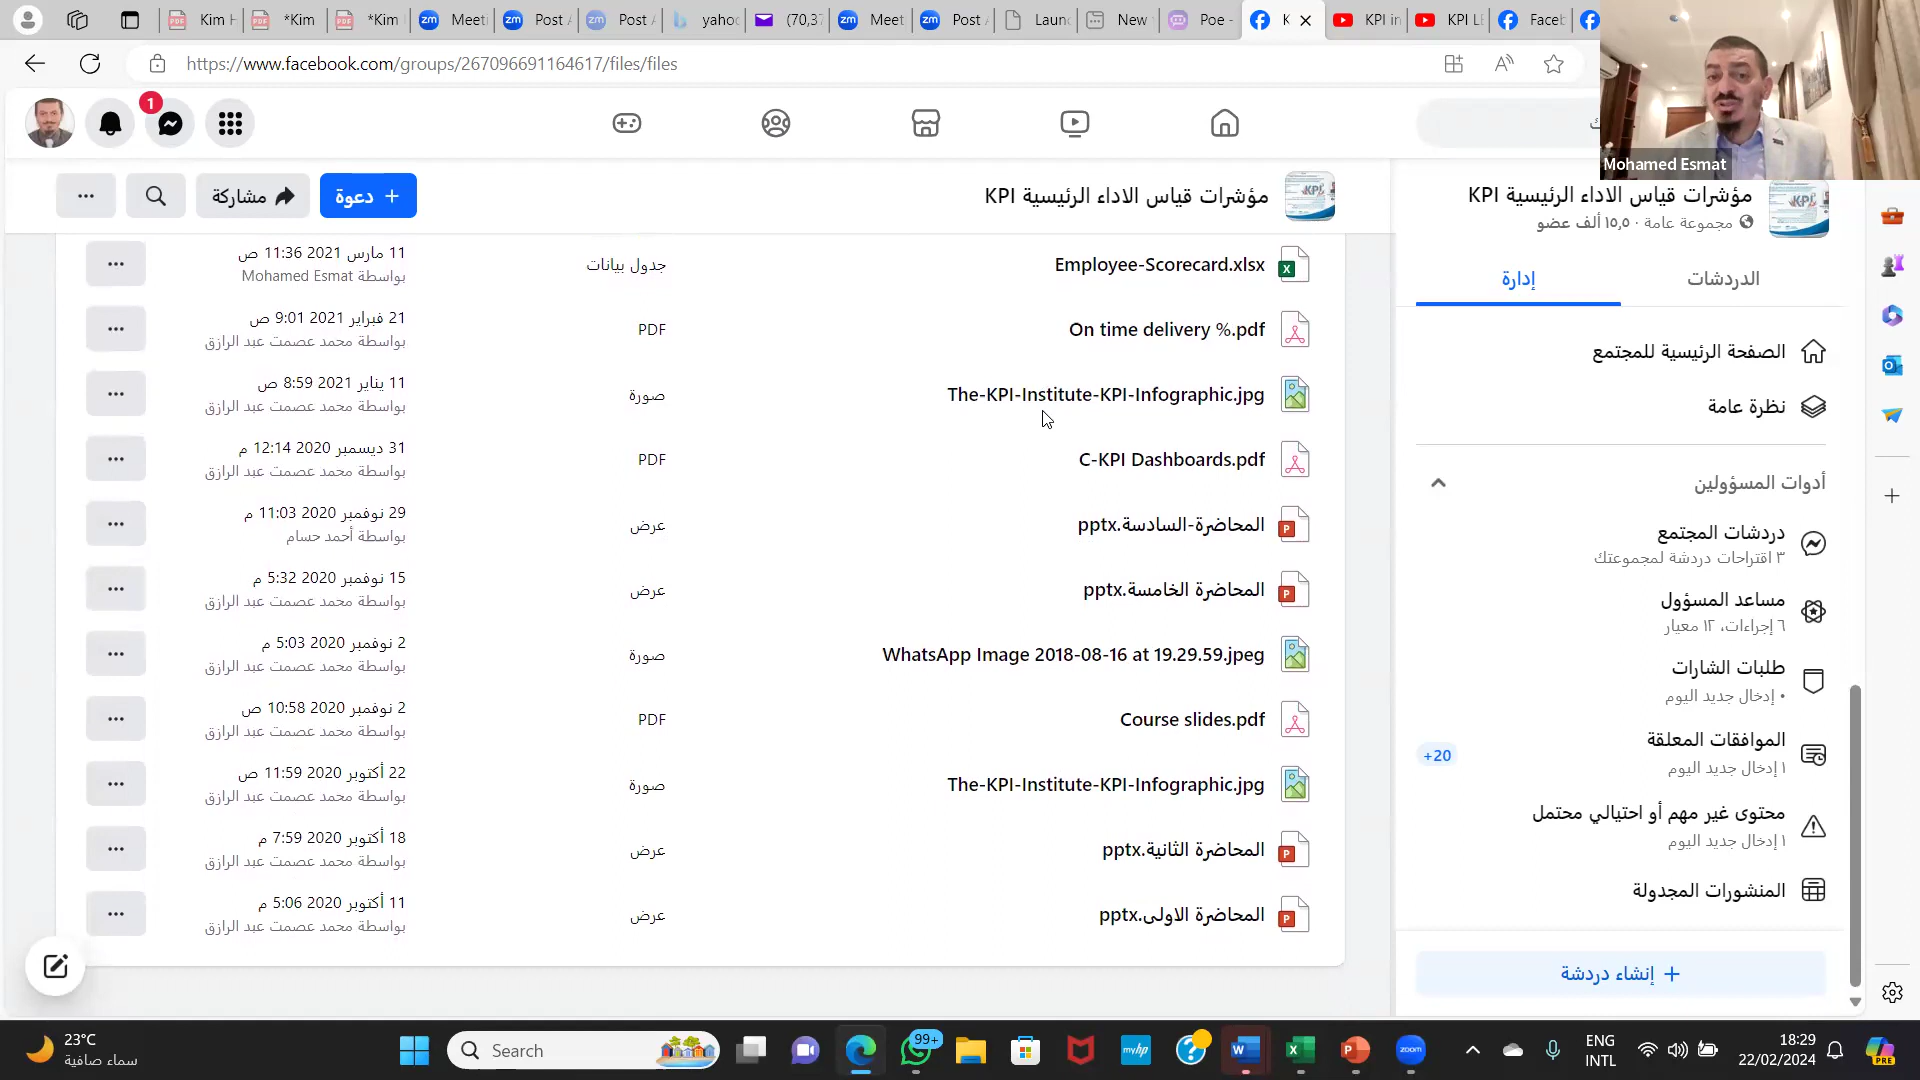 Kim
*Kim
*Kim
Meeti
Post
Post
yahoo
(70,37
Meet
Post
Laun
New
Poe -
K
KPI in
KPI LE
Faceb
https://www.facebook.com/groups/267096691164617/files/files
1
Mohamed Esmat
مؤشرات قياس الاداء الرئيسية KPI
دعوة
مشاركة
مؤشرات قياس الاداء الرئيسية KPI
مجموعة عامة · ١٥,٥ ألف عضو
الدردشات
إدارة
الصفحة الرئيسية للمجتمع
نظرة عامة
أدوات المسؤولين
دردشات المجتمع
٣ اقتراحات دردشة لمجموعتك
مساعد المسؤول
٦ إجراءات، ١٢ معيار
طلبات الشارات
• إدخال جديد اليوم
الموافقات المعلقة
١ إدخال جديد اليوم
+20
محتوى غير مهم أو احتيالي محتمل
١ إدخال جديد اليوم
المنشورات المجدولة
+ إنشاء دردشة
Employee-Scorecard.xlsx
جدول بيانات
11 مارس 2021 11:36 ص
بواسطة Mohamed Esmat
On time delivery %.pdf
PDF
21 فبراير 2021 9:01 ص
بواسطة محمد عصمت عبد الرازق
The-KPI-Institute-KPI-Infographic.jpg
صورة
11 يناير 2021 8:59 ص
بواسطة محمد عصمت عبد الرازق
C-KPI Dashboards.pdf
PDF
31 ديسمبر 2020 12:14 م
بواسطة محمد عصمت عبد الرازق
المحاضرة-السادسة.pptx
عرض
29 نوفمبر 2020 11:03 م
بواسطة أحمد حسام
المحاضرة الخامسة.pptx
عرض
15 نوفمبر 2020 5:32 م
بواسطة محمد عصمت عبد الرازق
WhatsApp Image 2018-08-16 at 19.29.59.jpeg
صورة
2 نوفمبر 2020 5:03 م
بواسطة محمد عصمت عبد الرازق
Course slides.pdf
PDF
2 نوفمبر 2020 10:58 ص
بواسطة محمد عصمت عبد الرازق
The-KPI-Institute-KPI-Infographic.jpg
صورة
22 أكتوبر 2020 11:59 ص
بواسطة محمد عصمت عبد الرازق
المحاضرة الثانية.pptx
عرض
18 أكتوبر 2020 7:59 م
بواسطة محمد عصمت عبد الرازق
المحاضرة الاولى.pptx
عرض
11 أكتوبر 2020 5:06 م
بواسطة محمد عصمت عبد الرازق
23°C
سماء صافية
Search
99+
ENG
INTL
18:29
22/02/2024